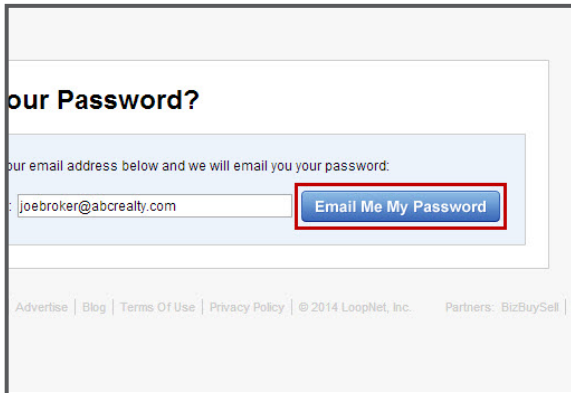 our Password?
our email address below and we will email you your password:
: joebroker@abcrealty.com Email Me My Password
Advertise | Blog | Terms Of Use | Privacy Policy | © 2014 LoopNet, Inc. Partners: BizBuySell |